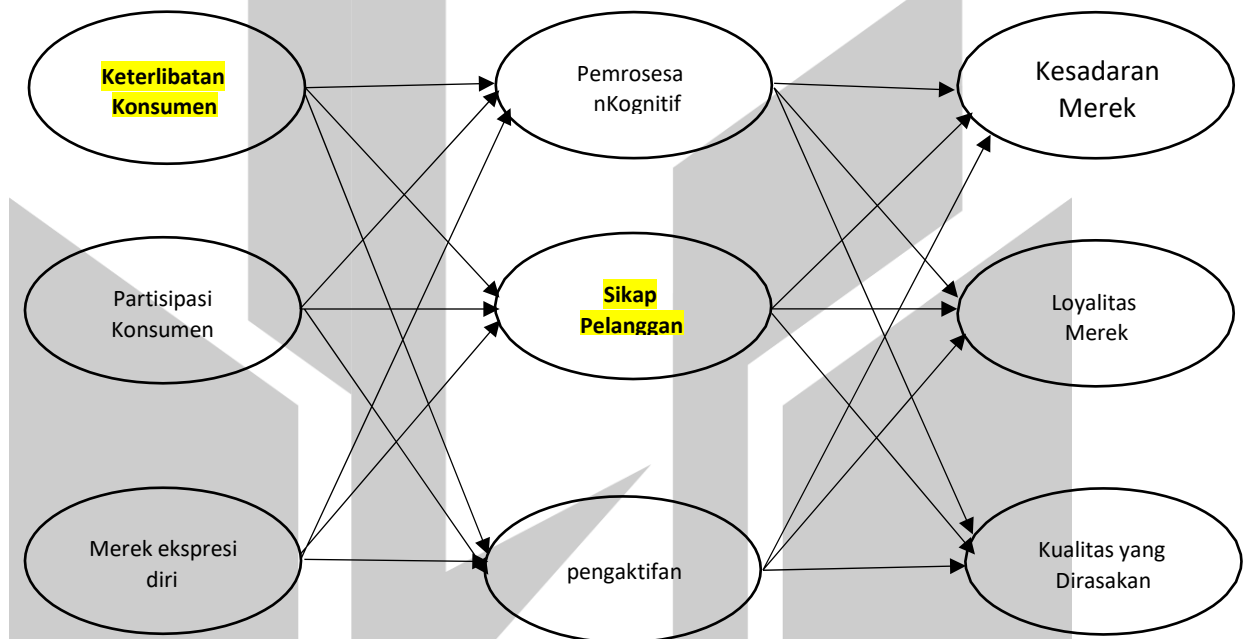 Keterlibatan
Konsumen
Pemrosesa
nKognitif
Kesadaran
Merek
Partisipasi
Konsumen
Sikap
Pelanggan
Loyalitas
Merek
Merek ekspresi
diri
pengaktifan
Kualitas yang
Dirasakan